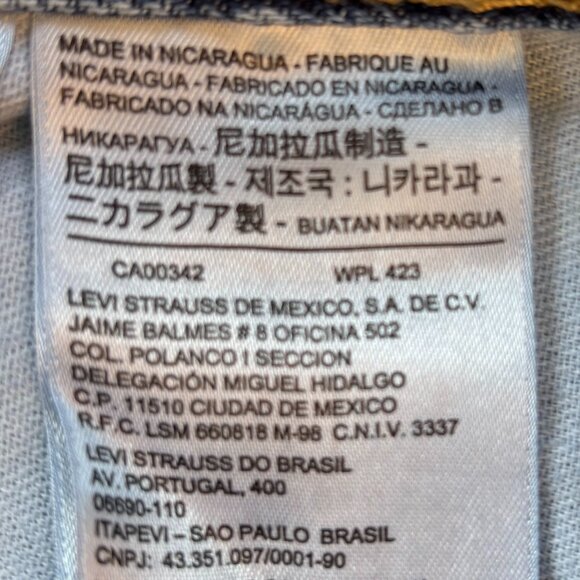 MADE IN NICARAGUA - FABRIQUE AU
NICARAGUA - FABRICADO EN NICARAGUA -
FABRICADO NA NICARÁGUA - СДЕЛАНО В
НИКАРАГУА - 尼加拉瓜制造 -
尼加拉瓜製 - 제조국 : 니카라과 -
ニカラグア製 - BUATAN NIKARAGUA
CA00342 WPL 423
LEVI STRAUSS DE MEXICO, S.A. DE C.V.
JAIME BALMES # 8 OFICINA 502
COL. POLANCO I SECCION
DELEGACIÓN MIGUEL HIDALGO
C.P. 11510 CIUDAD DE MEXICO
R.F.C. LSM 660818 M-98 C.N.I.V. 3337
LEVI STRAUSS DO BRASIL
AV. PORTUGAL, 400
06690-110
ITAPEVI – SAO PAULO BRASIL
CNPJ: 43.351.097/0001-90